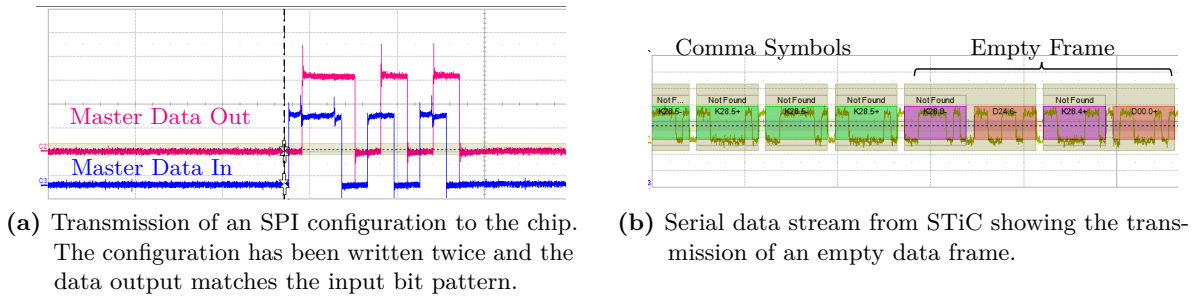 Master Data Out
C2
Master Data In
C3
(a) Transmission of an SPI configuration to the chip.
The configuration has been written twice and the
data output matches the input bit pattern.
Comma Symbols Empty Frame
Not F... Not Found Not Found Not Found Not Found Not Found
K28.5- K28.5+ K28.5- K28.5+ K28.0- D24.6- K28.4+ D00.0+
(b) Serial data stream from STiC showing the trans-
mission of an empty data frame.